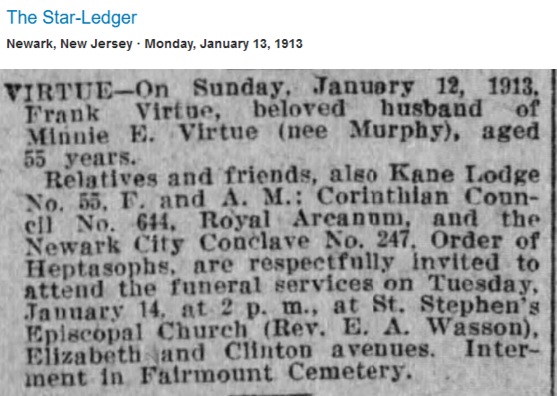 The Star-Ledger
Newark, New Jersey · Monday, January 13, 1913
VIRTUE—On Sunday, January 12, 1913,
Frank Virtue, beloved husband of
Minnie E. Virtue (nee Murphy), aged
55 years.
Relatives and friends, also Kane Lodge
No. 55, F. and A. M.; Corinthian Coun-
cil No. 644, Royal Arcanum, and the
Newark City Conclave No. 247, Order of
Heptasophs, are respectfully invited to
attend the funeral services on Tuesday,
January 14, at 2 p. m., at St. Stephen's
Episcopal Church (Rev. E. A. Wasson),
Elizabeth and Clinton avenues. Inter-
ment in Fairmount Cemetery.